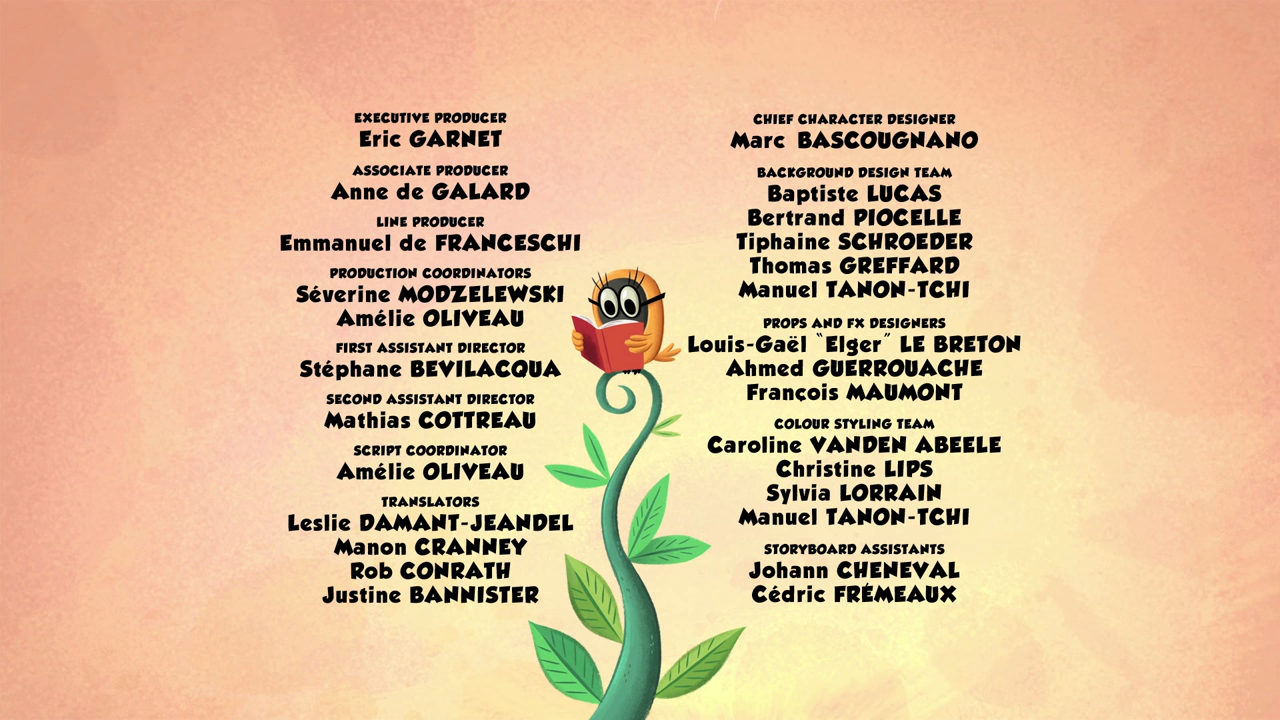 EXECUTIVE PRODUCER
Eric GARNET
ASSOCIATE PRODUCER
Anne de GALARD
LINE PRODUCER
Emmanuel de FRANCESCHI
PRODUCTION COORDINATORS
Séverine MODZELEWSKI
Amélie OLIVEAU
FIRST ASSISTANT DIRECTOR
Stéphane BEVILACQUA
SECOND ASSISTANT DIRECTOR
Mathias COTTREAU
SCRIPT COORDINATOR
Amélie OLIVEAU
TRANSLATORS
Leslie DAMANT-JEANDEL
Manon CRANNEY
Rob CONRATH
Justine BANNISTER
CHIEF CHARACTER DESIGNER
Marc BASCOUGNANO
BACKGROUND DESIGN TEAM
Baptiste LUCAS
Bertrand PIOCELLE
Tiphaine SCHROEDER
Thomas GREFFARD
Manuel TANON-TCHI
PROPS AND FX DESIGNERS
Louis-Gaël "Elger" LE BRETON
Ahmed GUERROUACHE
François MAUMONT
COLOUR STYLING TEAM
Caroline VANDEN ABEELE
Christine LIPS
Sylvia LORRAIN
Manuel TANON-TCHI
STORYBOARD ASSISTANTS
Johann CHENEVAL
Cédric FRÉMEAUX